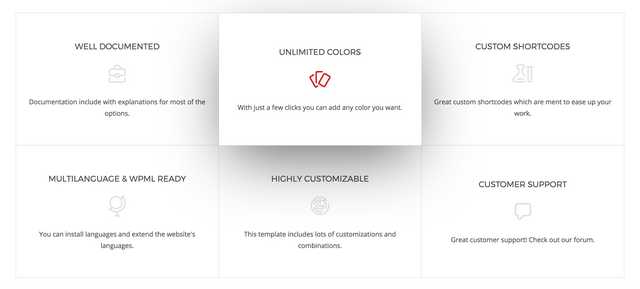 WELL DOCUMENTED
Documentation include with explanations for most of the
options.
UNLIMITED COLORS
With just a few clicks you can add any color you want.
CUSTOM SHORTCODES
Great custom shortcodes which are ment to ease up your
work.
MULTILANGUAGE & WPML READY
You can install languages and extend the website's
languages.
HIGHLY CUSTOMIZABLE
This template includes lots of customizations and
combinations.
CUSTOMER SUPPORT
Great customer support! Check out our forum.